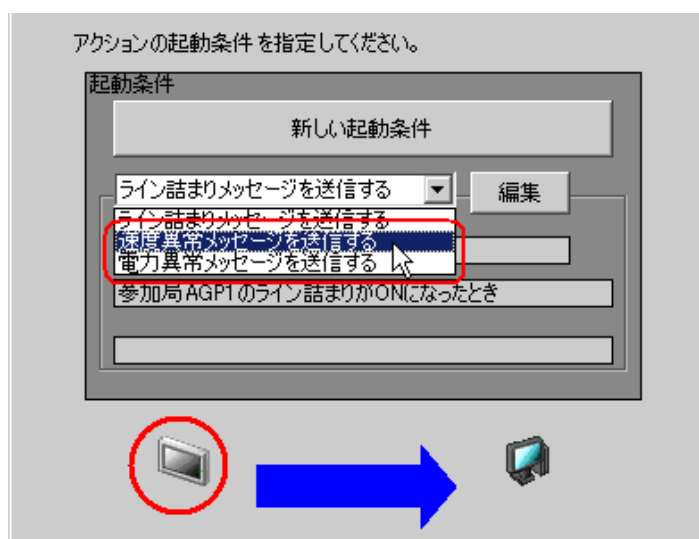 アクションの起動条件 を指定してください。
起動条件
新しい起動条件
ライン詰まりメッセージを送信する
編集
ライン詰まりメッセージを送信する
速度異常メッセージを送信する
電力異常メッセージを送信する
参加局 AGP1 のライン詰まりがONになったとき